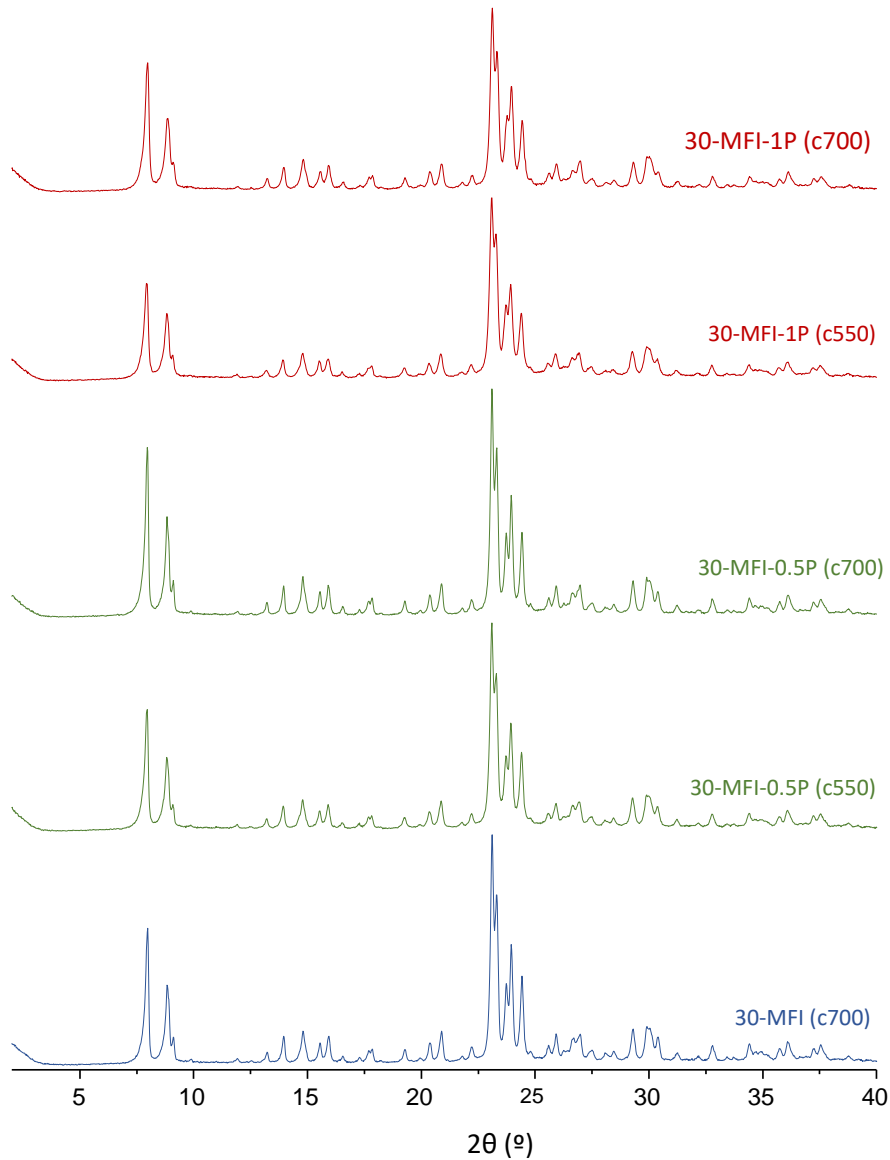 30-MFI-1P (c700)
30-MFI-1P (c550)
30-MFI-0.5P (c700)
30-MFI-0.5P (c550)
30-MFI (c700)
5 10 15 20 25 30 35 40
2θ (º)